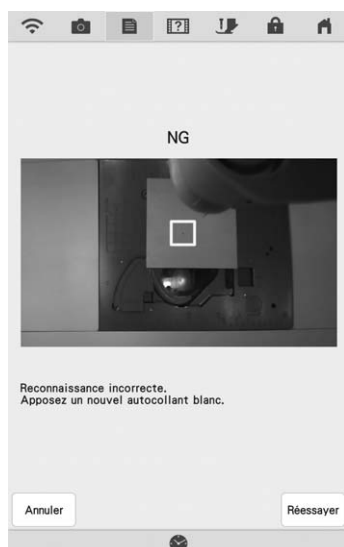 NG
Reconnaissance incorrecte.
Apposez un nouvel autocollant blanc.
Annuler
Réessayer